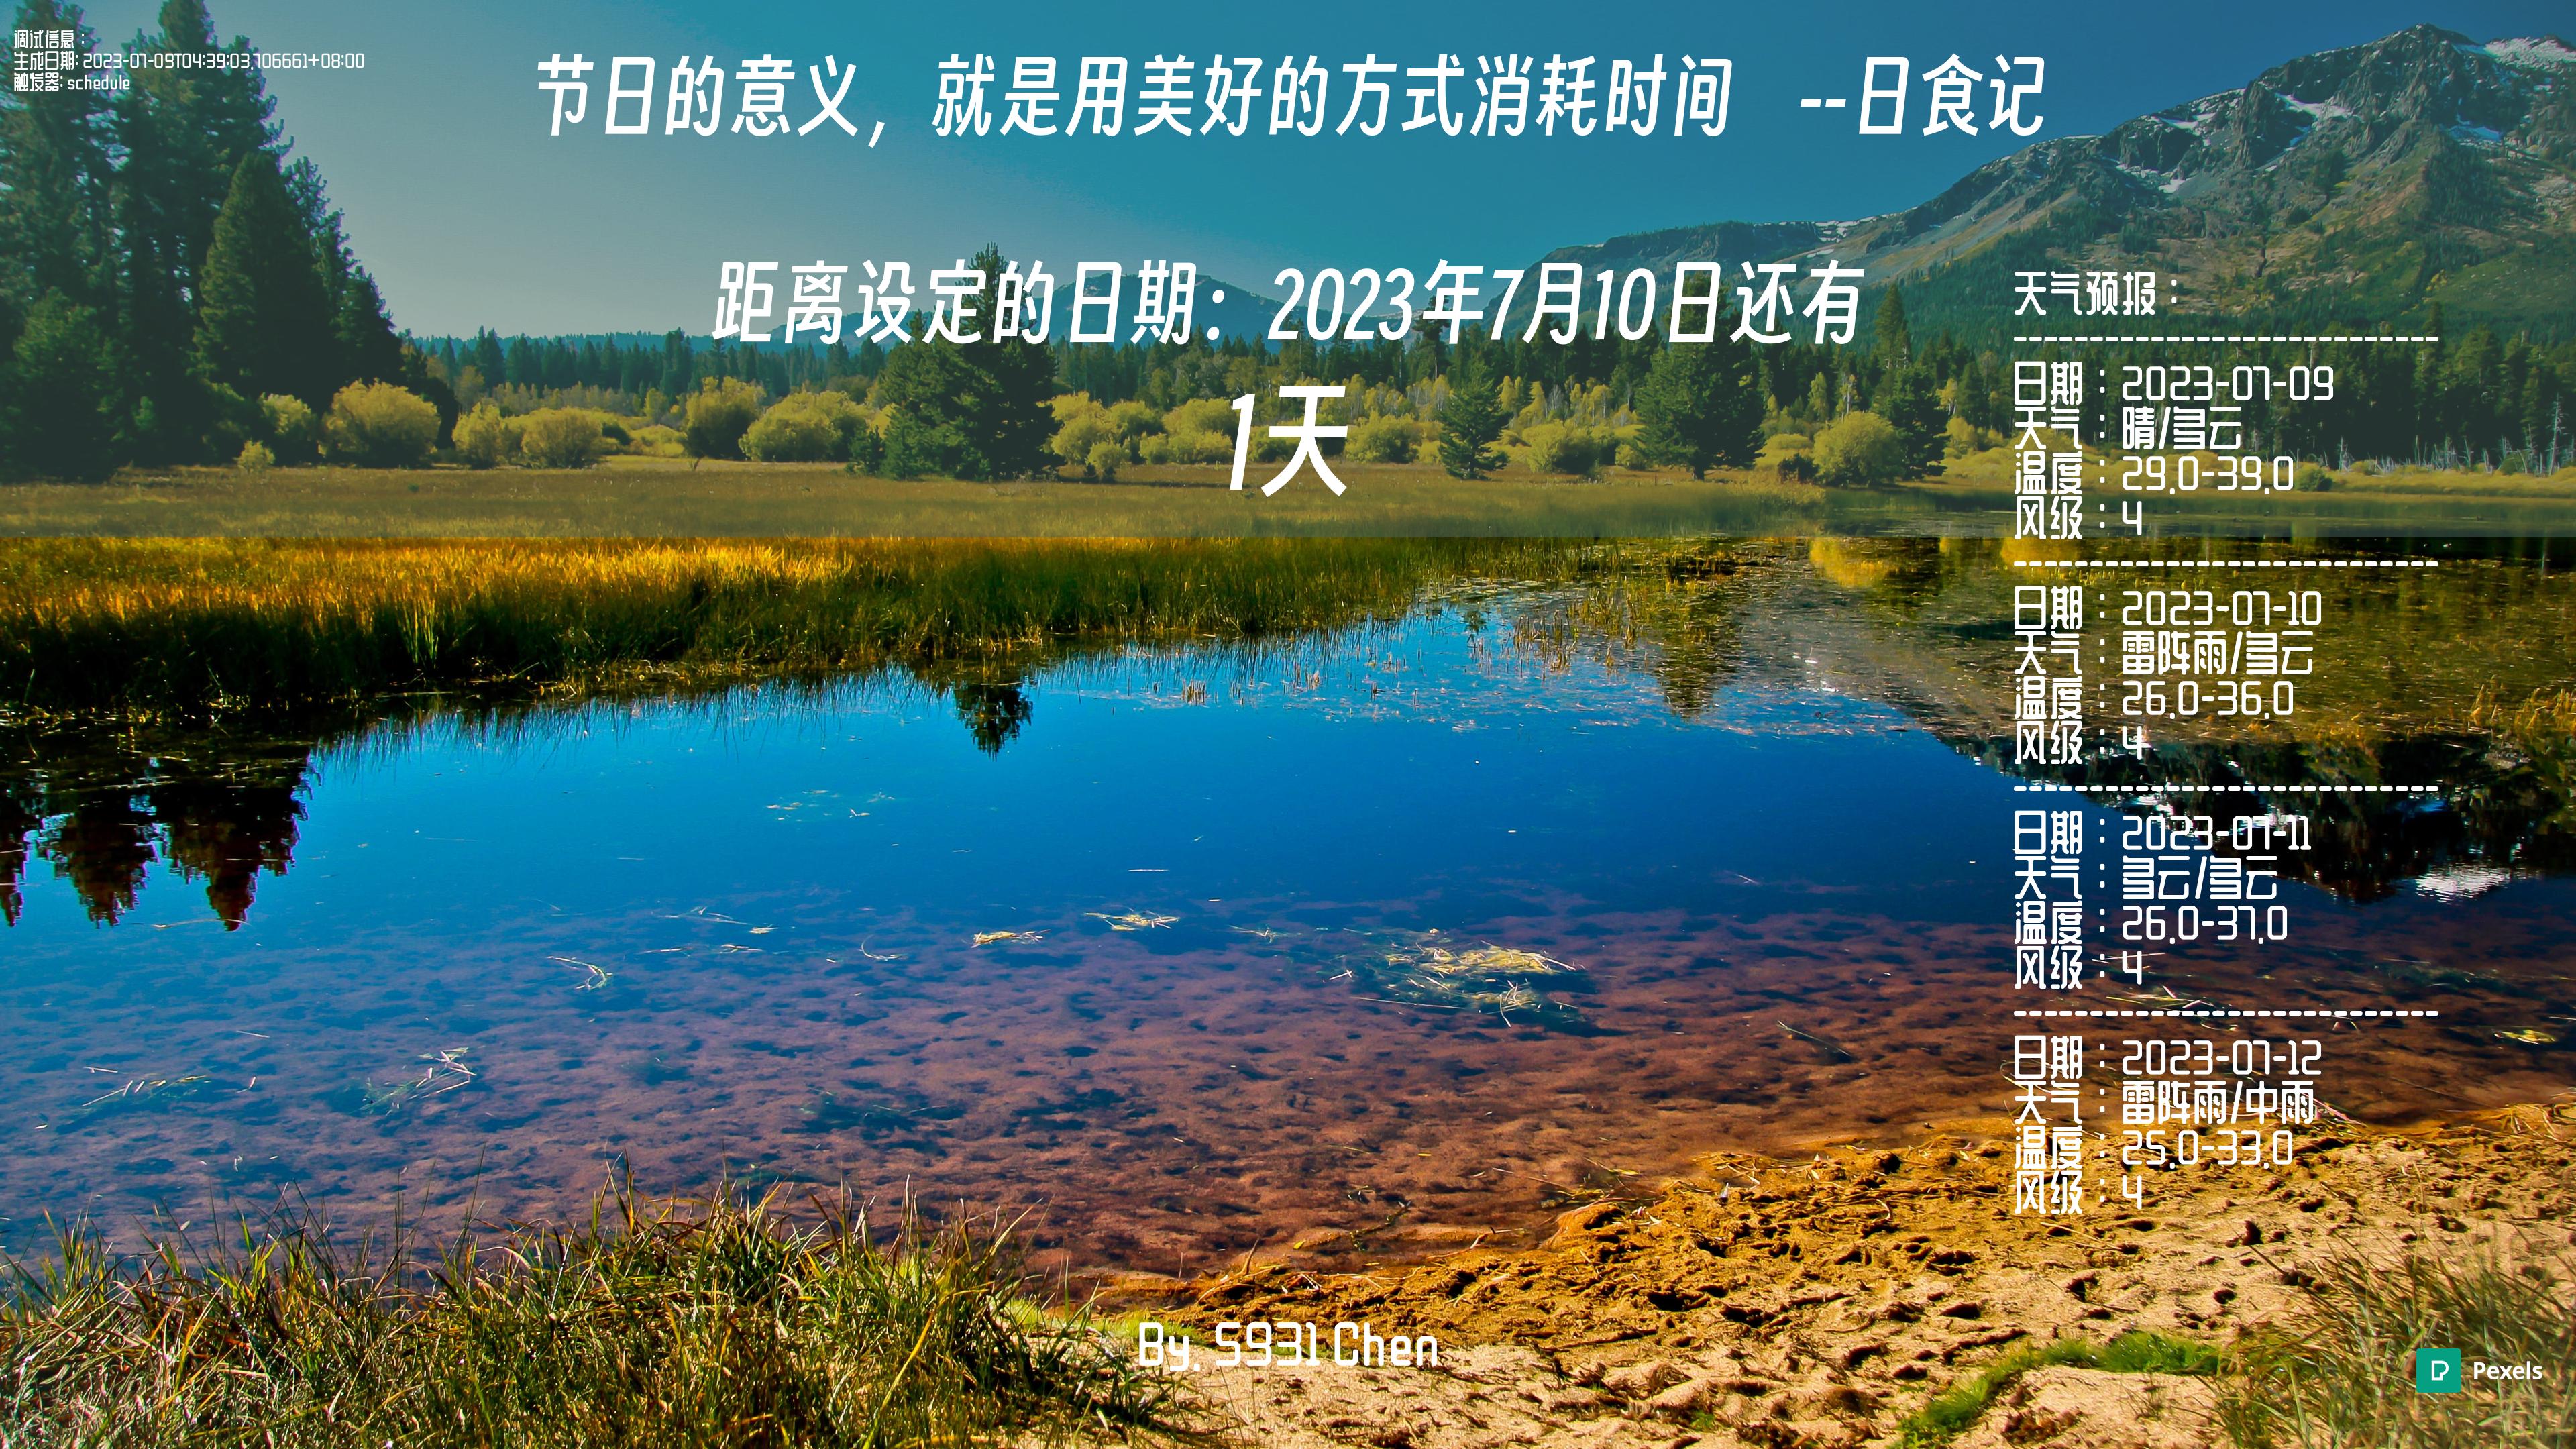 调试信息：
生成日期: 2023-07-09T04:39:03.706661+08:00
触发器: schedule
节日的意义，就是用美好的方式消耗时间 --日食记
距离设定的日期：2023年7月10日还有
1天
天气预报：
------------------------------
日期：2023-07-09
天气：晴/多云
温度：29.0-39.0
风级：4
------------------------------
日期：2023-07-10
天气：雷阵雨/多云
温度：26.0-36.0
风级：4
------------------------------
日期：2023-07-11
天气：多云/多云
温度：26.0-37.0
风级：4
------------------------------
日期：2023-07-12
天气：雷阵雨/中雨
温度：25.0-33.0
风级：4
By. 5931 Chen
Pexels